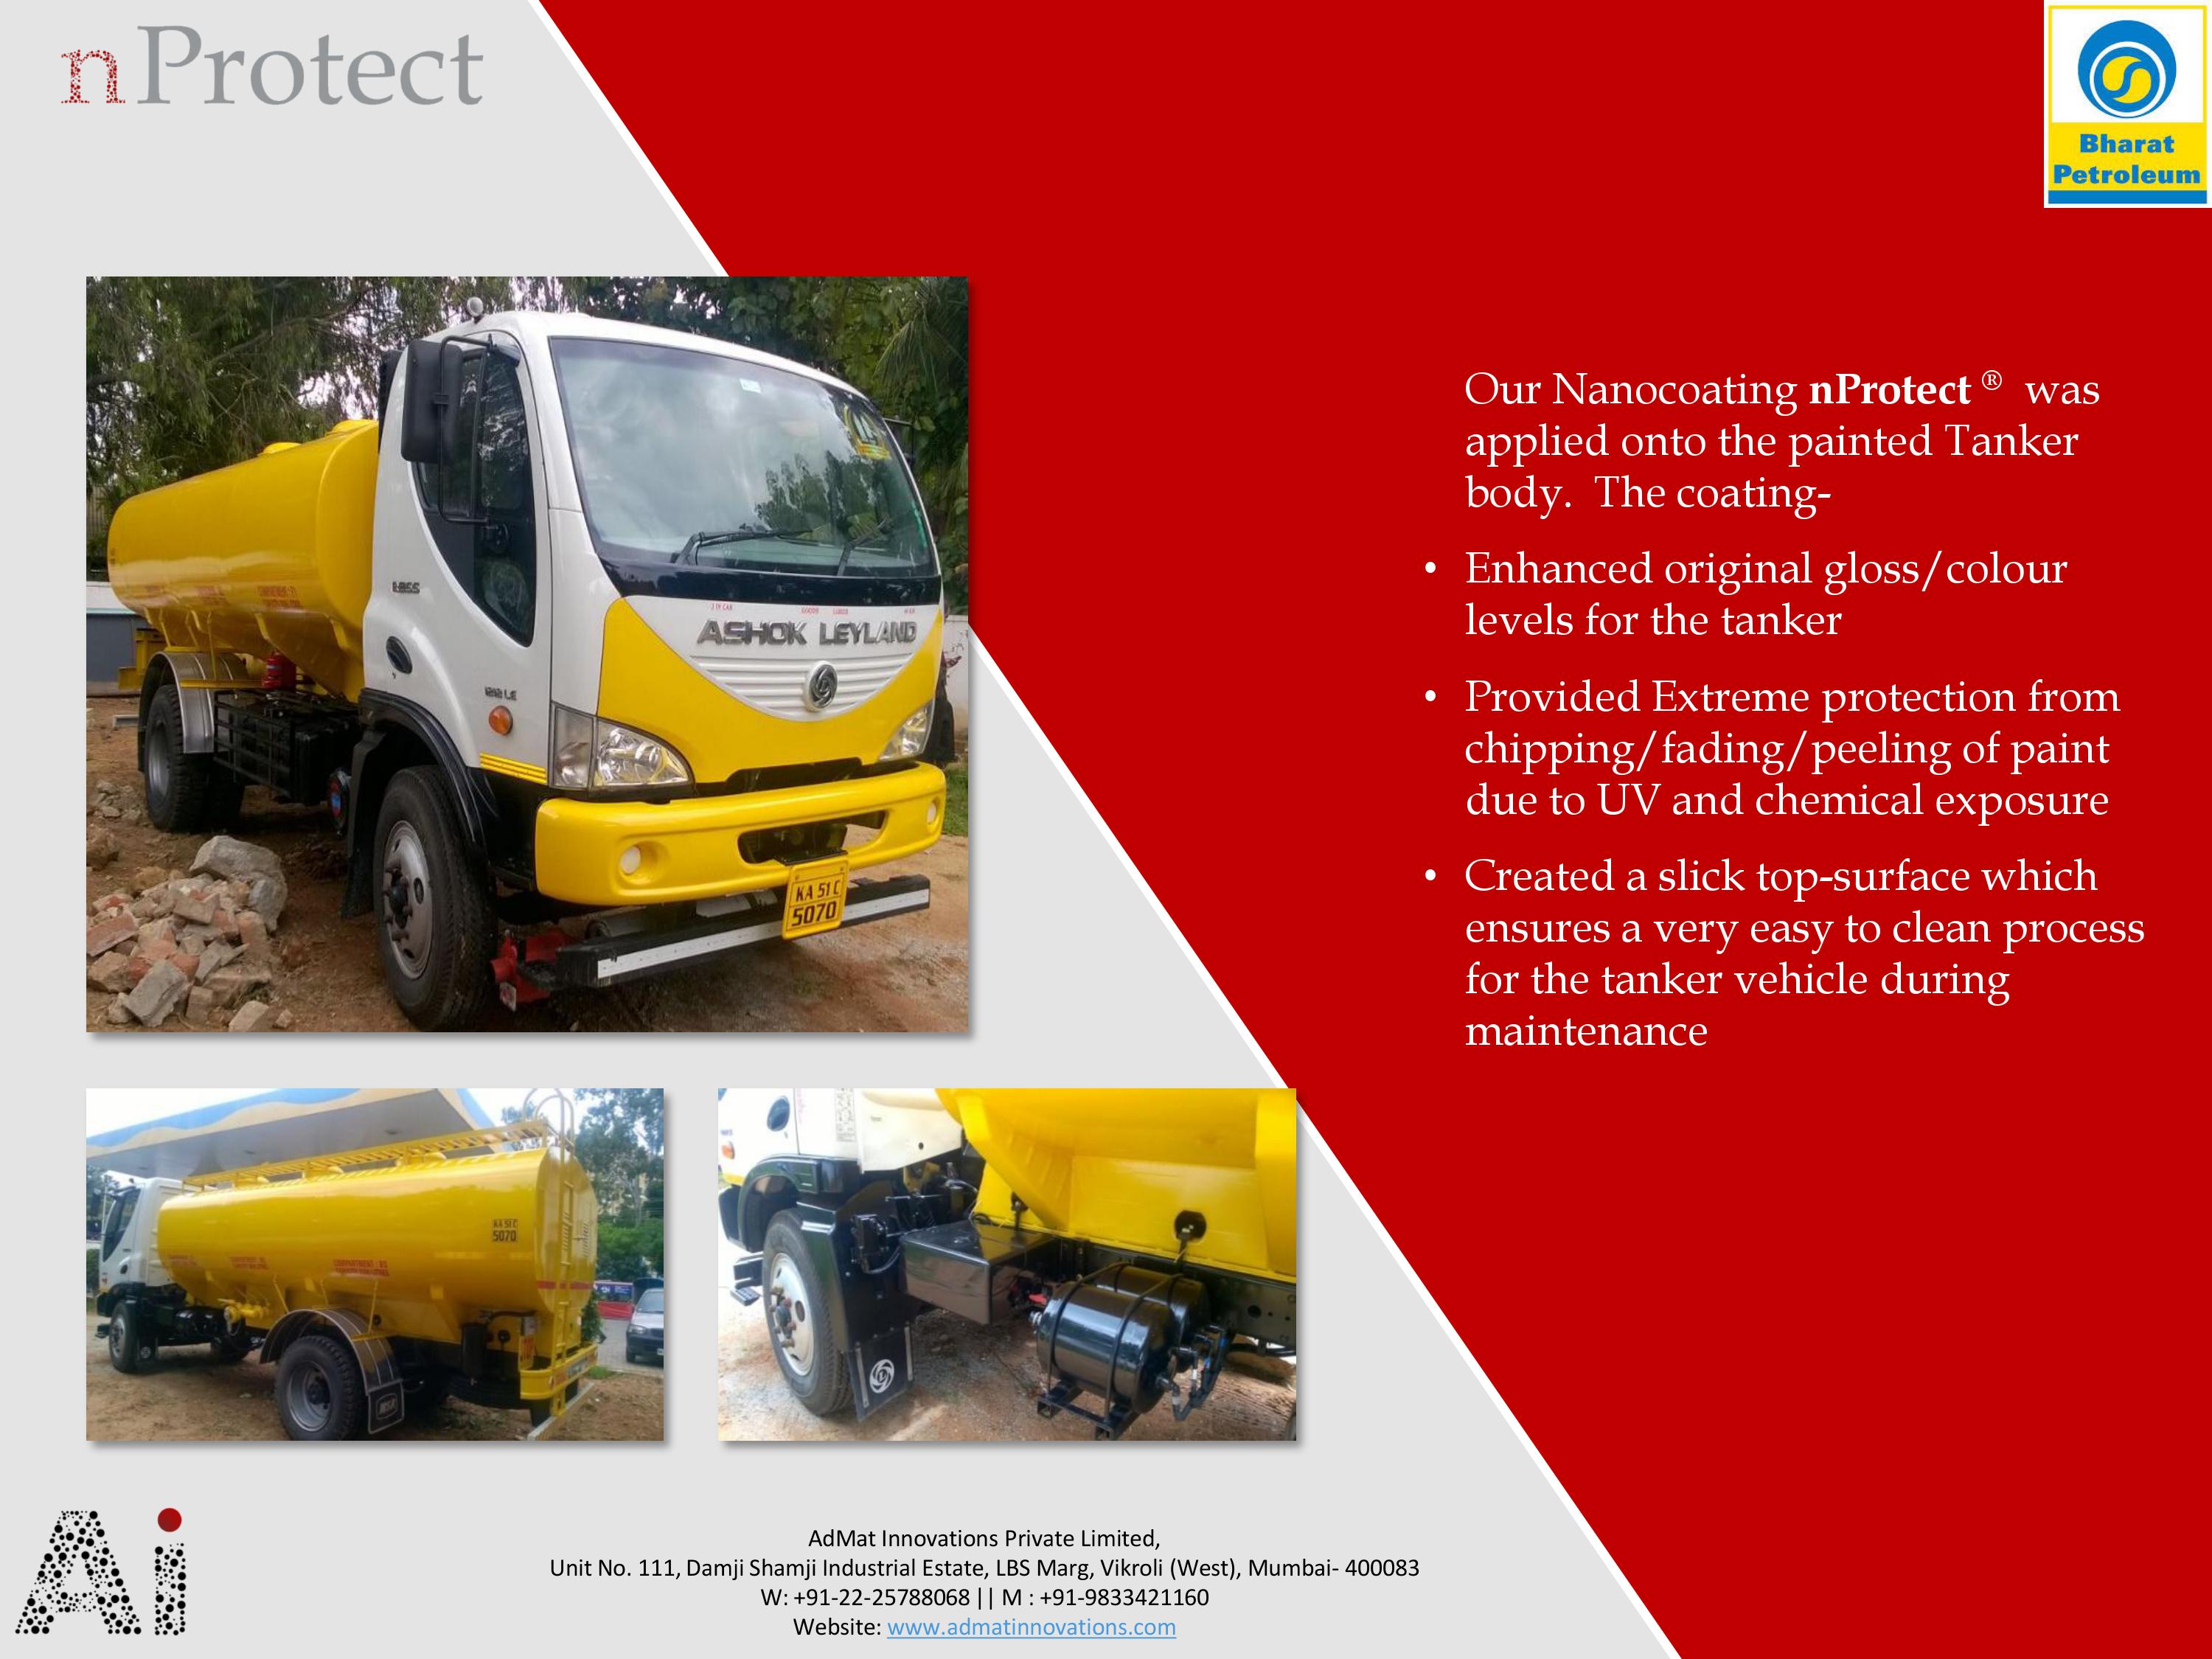 nProtect
Bharat
Petroleum
Our Nanocoating nProtect ® was
applied onto the painted Tanker
body. The coating-
• Enhanced original gloss/colour
levels for the tanker
• Provided Extreme protection from
chipping/fading/peeling of paint
due to UV and chemical exposure
• Created a slick top-surface which
ensures a very easy to clean process
for the tanker vehicle during
maintenance
ASHOK LEYLAND
KA 51 C
5070
KA 51 C
5070
Ai
AdMat Innovations Private Limited,
Unit No. 111, Damji Shamji Industrial Estate, LBS Marg, Vikroli (West), Mumbai- 400083
W: +91-22-25788068 || M : +91-9833421160
Website: www.admatinnovations.com